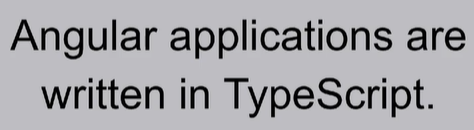 Angular applications are
written in TypeScript.